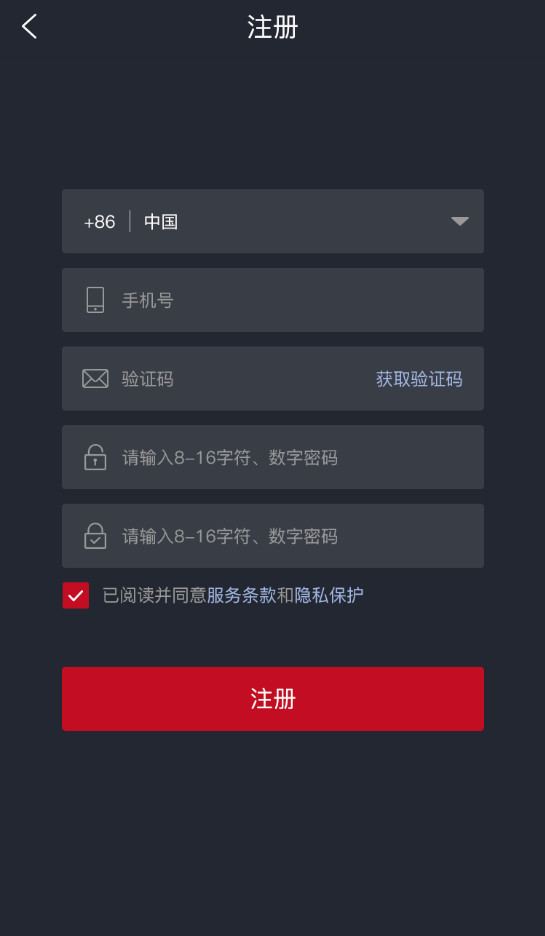 注册
+86 中国
手机号
验证码 获取验证码
请输入8-16字符、数字密码
请输入8-16字符、数字密码
已阅读并同意服务条款和隐私保护
注册